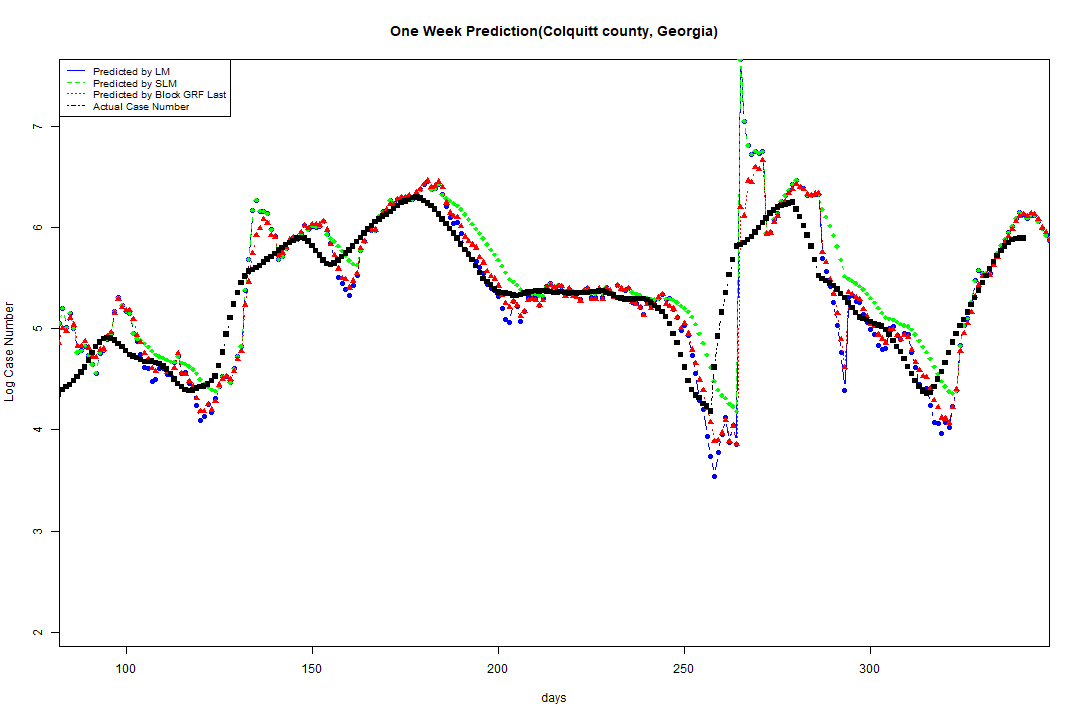 One Week Prediction(Colquitt county, Georgia)
Predicted by LM
Predicted by SLM
Predicted by Block GRF Last
Actual Case Number
7
6
5
4
3
2
Log Case Number
100 150 200 250 300
days